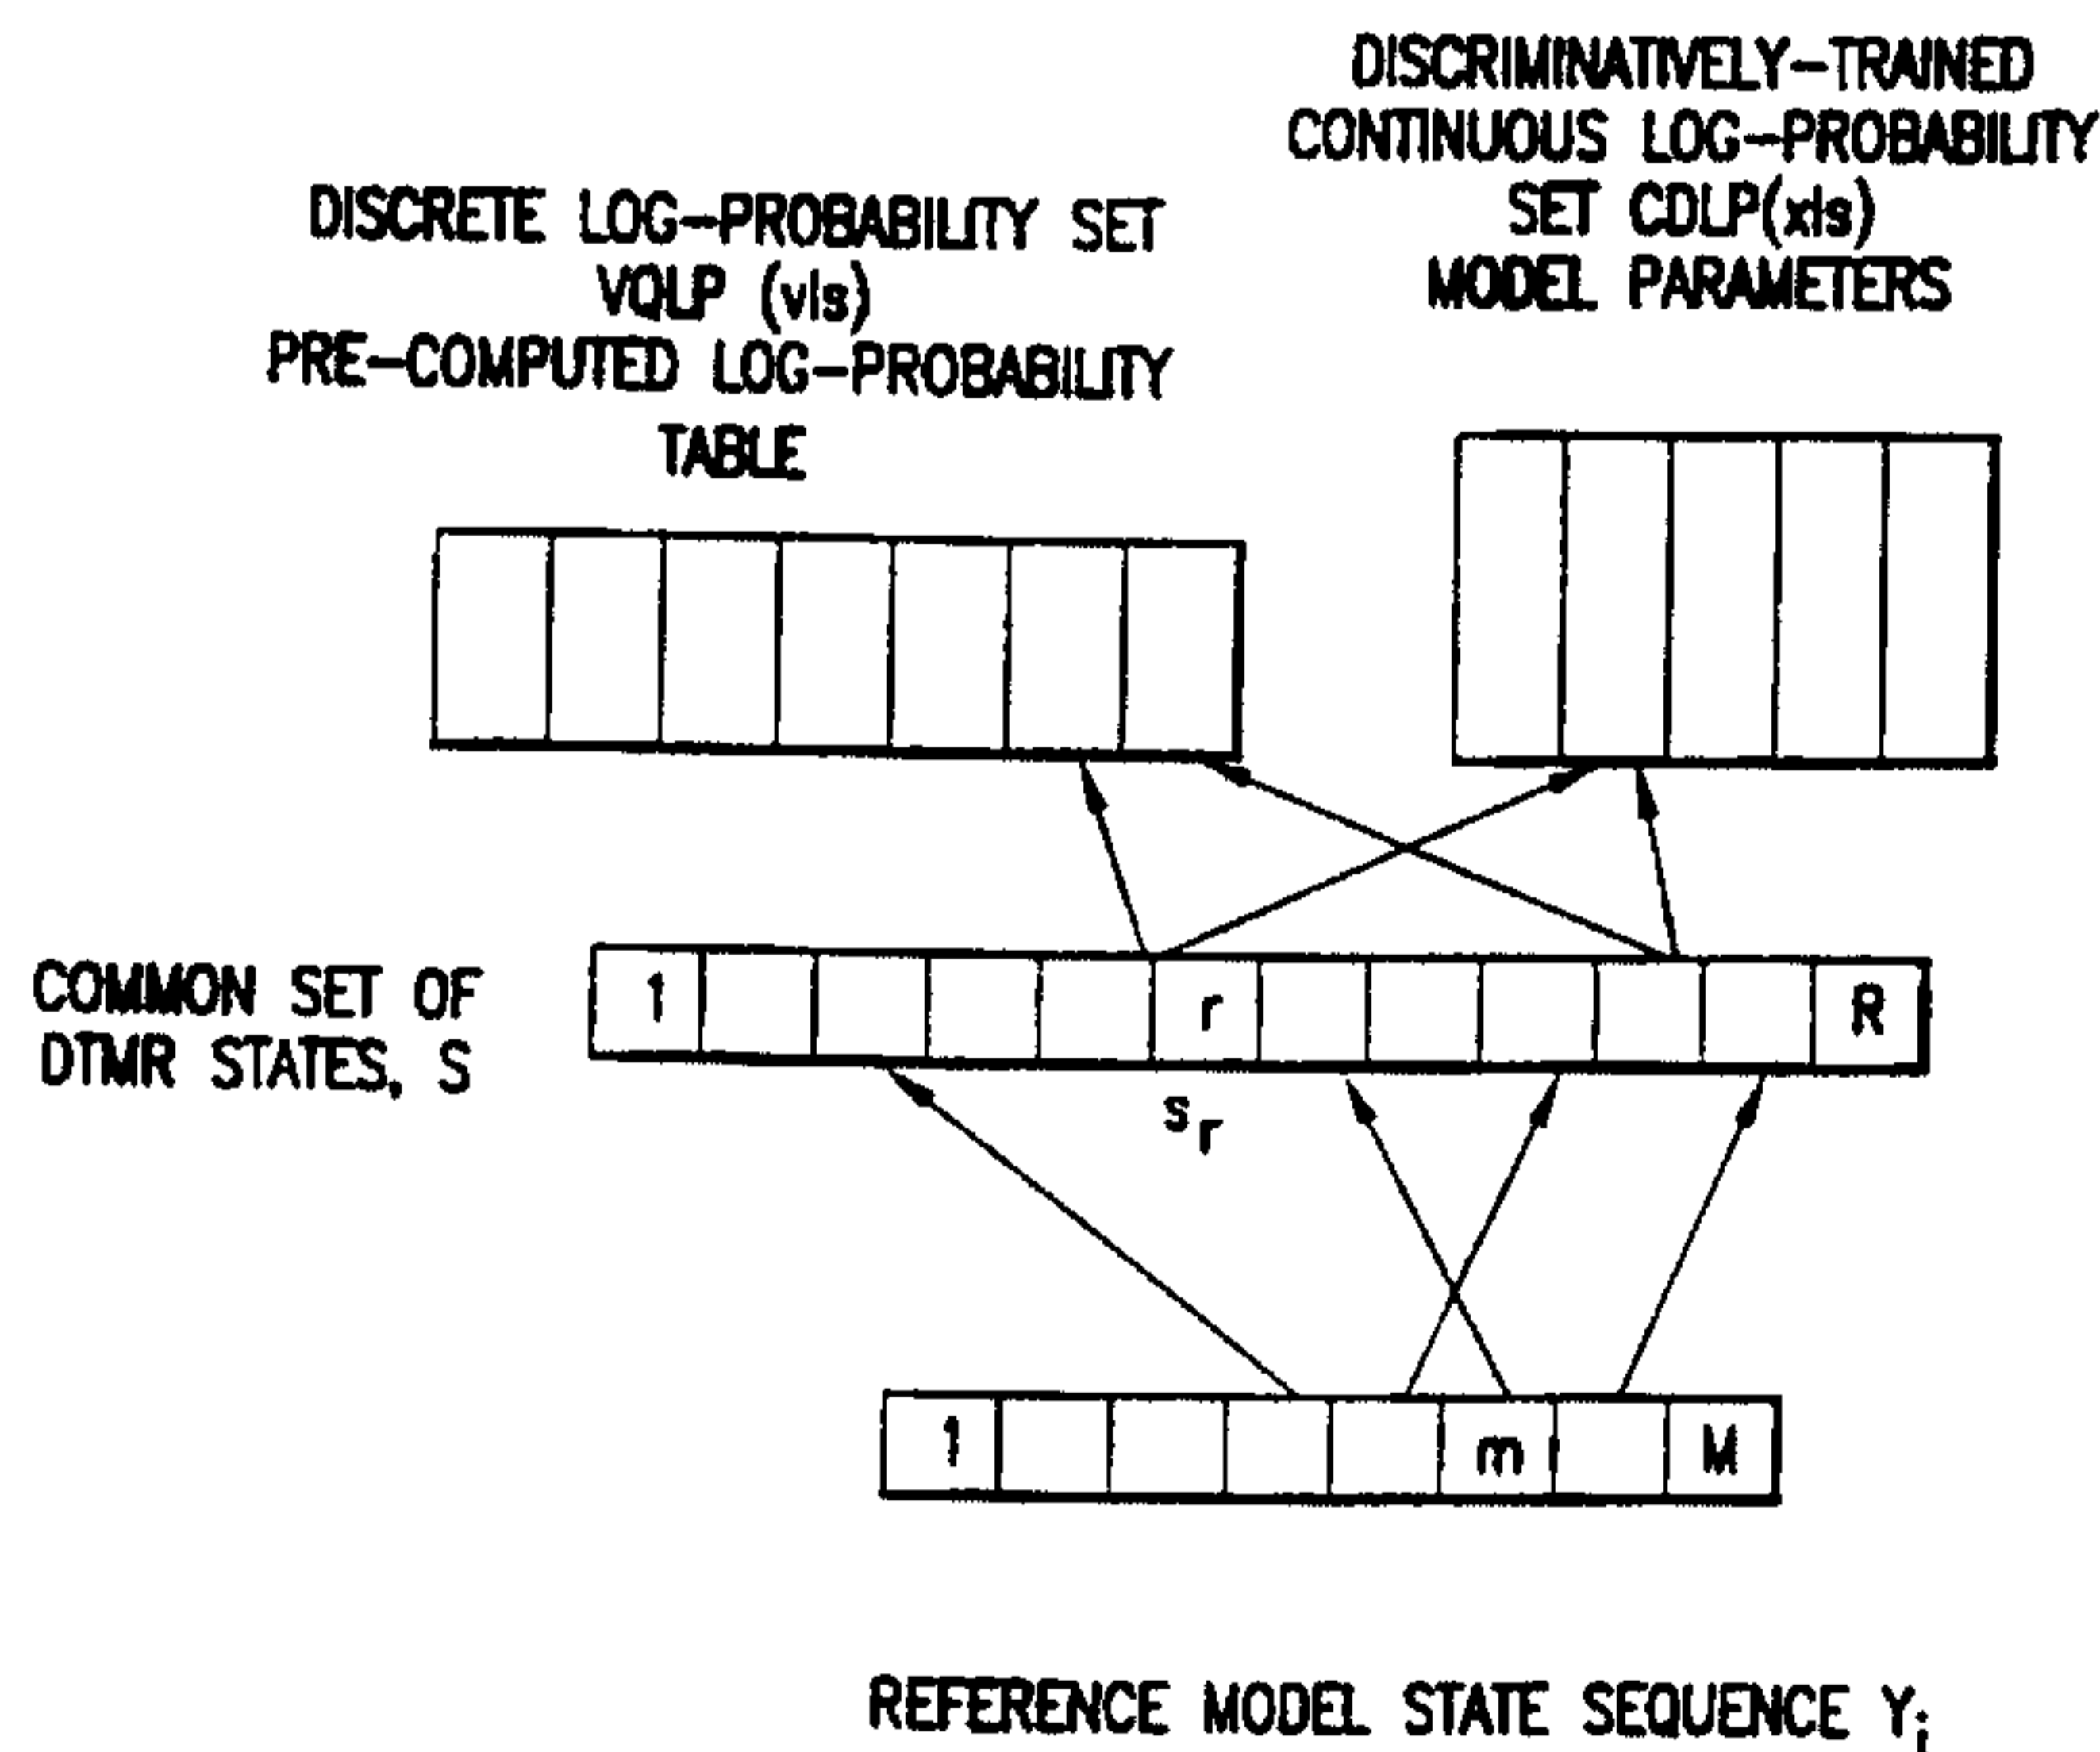 DISCRIMINATIVELY-TRAINED
CONTINUOUS LOG-PROBABILITY
SET CDLP(x|s)
MODEL PARAMETERS
DISCRETE LOG-PROBABILITY SET
VQLP (v|s)
PRE-COMPUTED LOG-PROBABILITY
TABLE
COMMON SET OF
DTMR STATES, S
1 r R
s_r
1 m M
REFERENCE MODEL STATE SEQUENCE Y_i